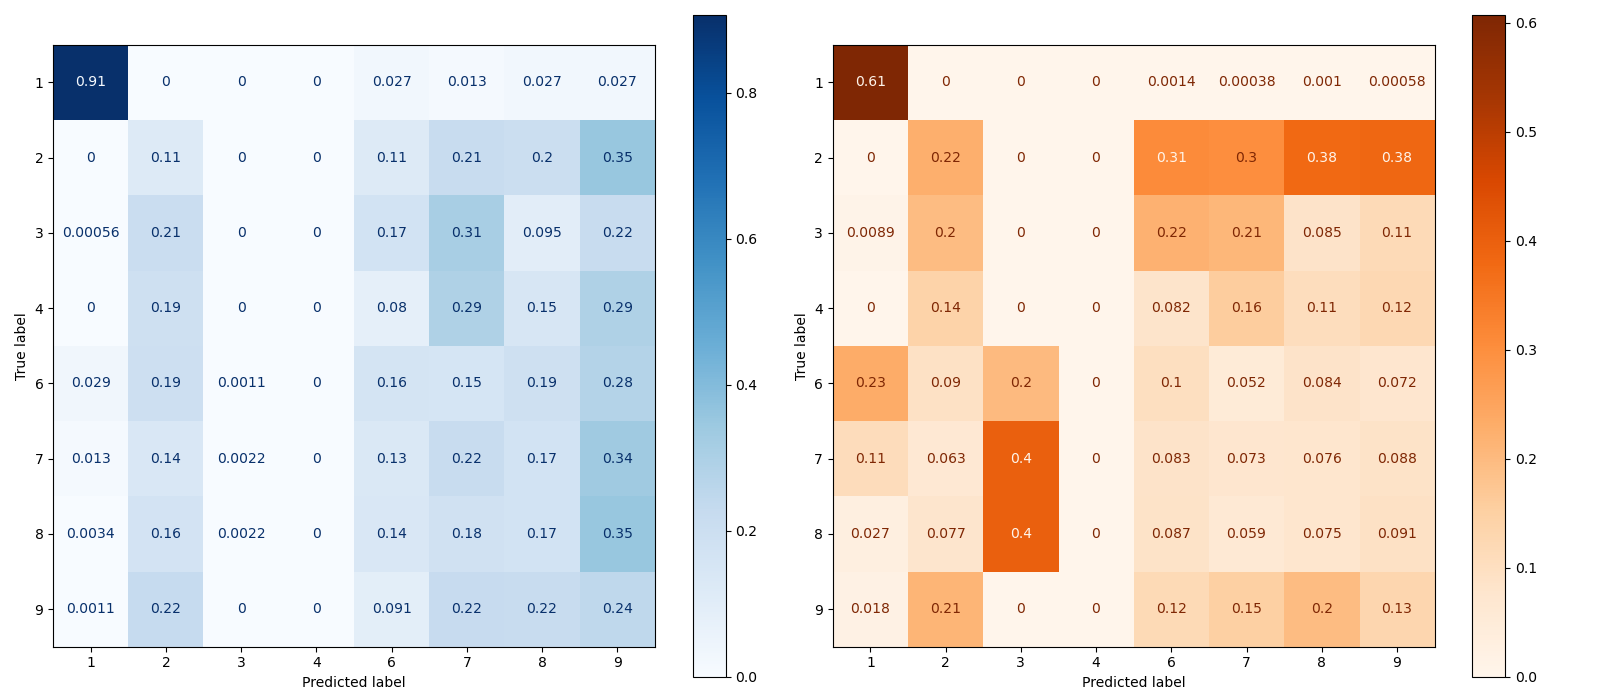 1 0.91 0 0 0 0.027 0.013 0.027 0.027
2 0 0.11 0 0 0.11 0.21 0.2 0.35
3 0.00056 0.21 0 0 0.17 0.31 0.095 0.22
4 0 0.19 0 0 0.08 0.29 0.15 0.29
6 0.029 0.19 0.0011 0 0.16 0.15 0.19 0.28
7 0.013 0.14 0.0022 0 0.13 0.22 0.17 0.34
8 0.0034 0.16 0.0022 0 0.14 0.18 0.17 0.35
9 0.0011 0.22 0 0 0.091 0.22 0.22 0.24
1 2 3 4 6 7 8 9
Predicted label
True label
0.8
0.6
0.4
0.2
0.0
1 0.61 0 0 0 0.0014 0.00038 0.001 0.00058
2 0 0.22 0 0 0.31 0.3 0.38 0.38
3 0.0089 0.2 0 0 0.22 0.21 0.085 0.11
4 0 0.14 0 0 0.082 0.16 0.11 0.12
6 0.23 0.09 0.2 0 0.1 0.052 0.084 0.072
7 0.11 0.063 0.4 0 0.083 0.073 0.076 0.088
8 0.027 0.077 0.4 0 0.087 0.059 0.075 0.091
9 0.018 0.21 0 0 0.12 0.15 0.2 0.13
1 2 3 4 6 7 8 9
Predicted label
True label
0.6
0.5
0.4
0.3
0.2
0.1
0.0